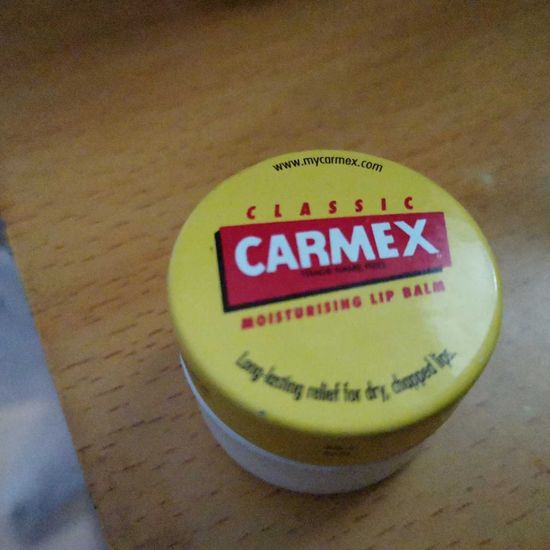 www.mycarmex.com
CLASSIC
CARMEX
MOISTURISING LIP BALM
Long-lasting relief for dry, chapped lips.